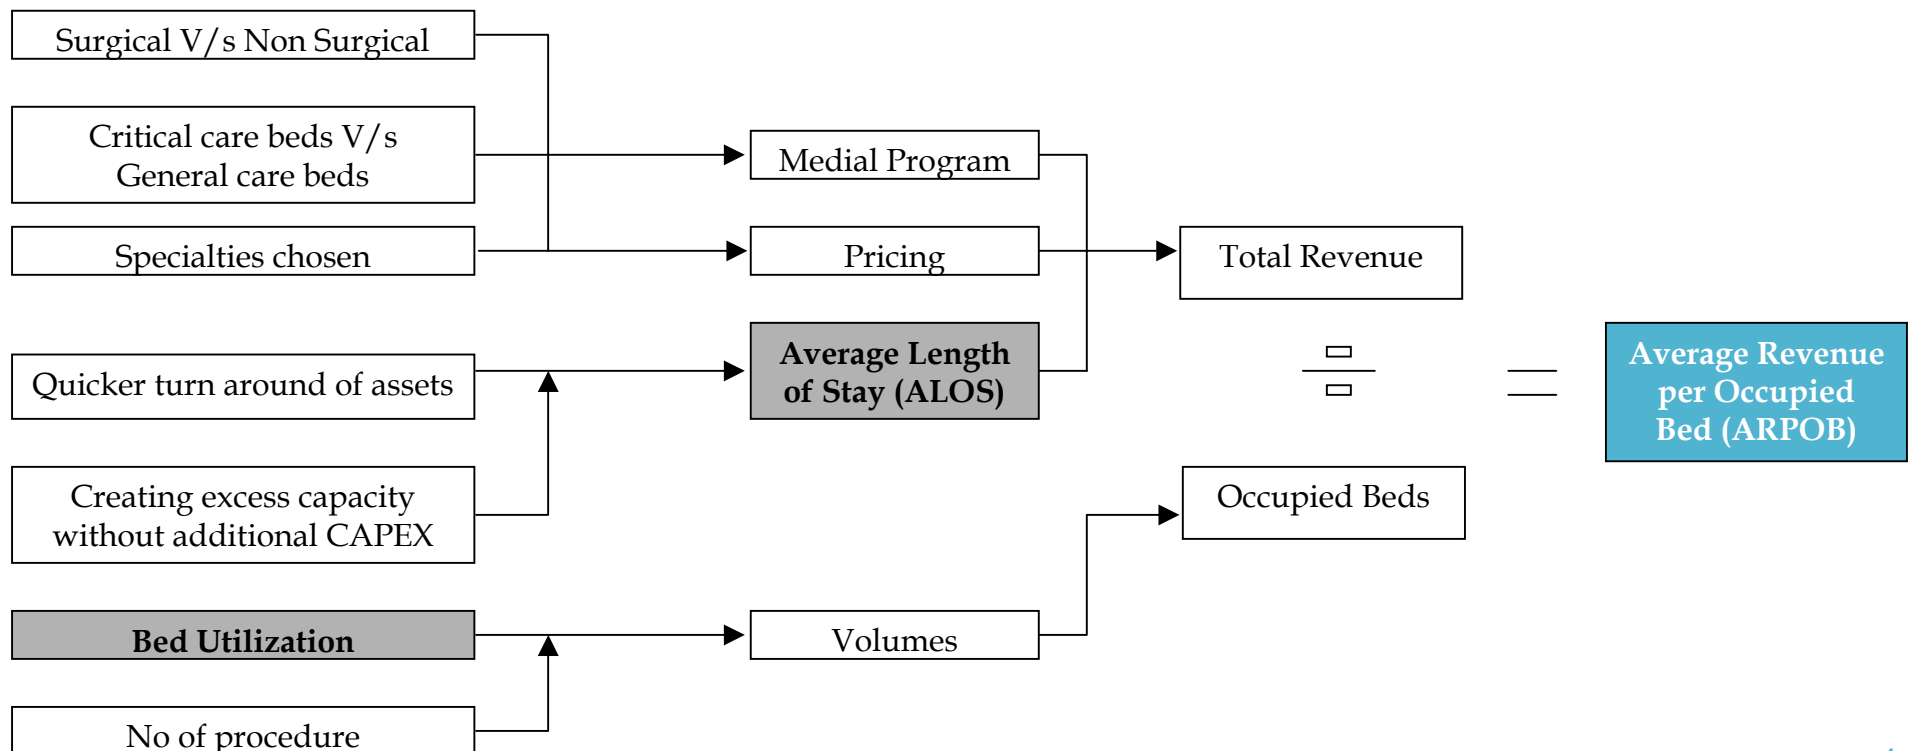 Surgical V/s Non Surgical
Critical care beds V/s
General care beds
Specialties chosen
Quicker turn around of assets
Creating excess capacity
without additional CAPEX
Bed Utilization
No of procedure
Medial Program
Pricing
Average Length
of Stay (ALOS)
Volumes
Total Revenue
Occupied Beds
Average Revenue
per Occupied
Bed (ARPOB)